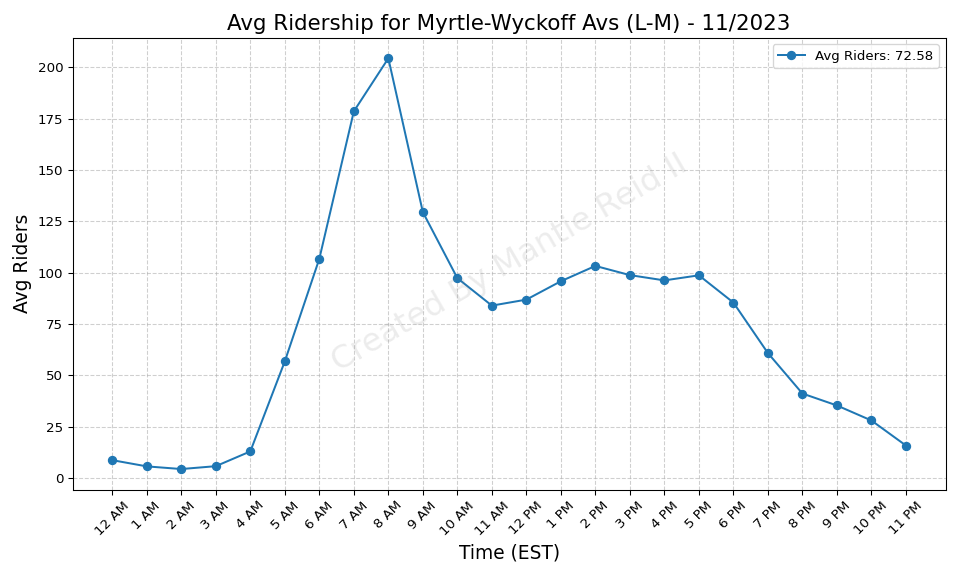 Avg Ridership for Myrtle-Wyckoff Avs (L-M) - 11/2023
Avg Riders: 72.58
200
175
150
125
100
75
50
25
0
Avg Riders
Created By Mantle Reid II
12 AM
1 AM
2 AM
3 AM
4 AM
5 AM
6 AM
7 AM
8 AM
9 AM
10 AM
11 AM
12 PM
1 PM
2 PM
3 PM
4 PM
5 PM
6 PM
7 PM
8 PM
9 PM
10 PM
11 PM
Time (EST)